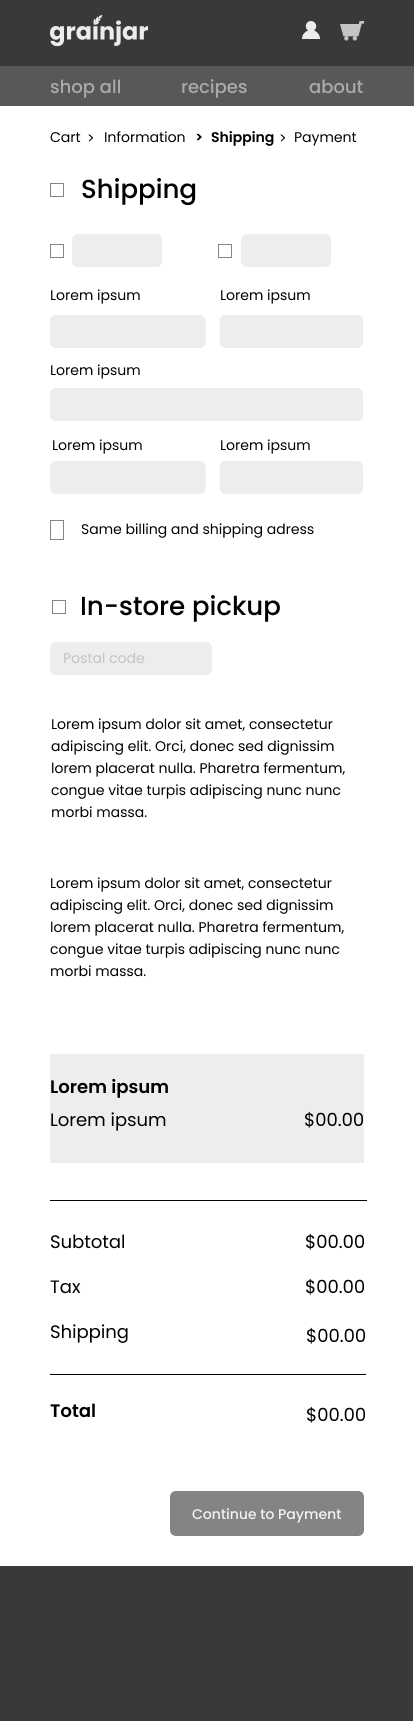 grainjar
shop all recipes about
Cart > Information > Shipping > Payment
Shipping
Lorem ipsum Lorem ipsum
Lorem ipsum
Lorem ipsum Lorem ipsum
Same billing and shipping adress
In-store pickup
Postal code
Lorem ipsum dolor sit amet, consectetur
adipiscing elit. Orci, donec sed dignissim
lorem placerat nulla. Pharetra fermentum,
congue vitae turpis adipiscing nunc nunc
morbi massa.
Lorem ipsum dolor sit amet, consectetur
adipiscing elit. Orci, donec sed dignissim
lorem placerat nulla. Pharetra fermentum,
congue vitae turpis adipiscing nunc nunc
morbi massa.
Lorem ipsum
Lorem ipsum $00.00
Subtotal $00.00
Tax $00.00
Shipping $00.00
Total $00.00
Continue to Payment